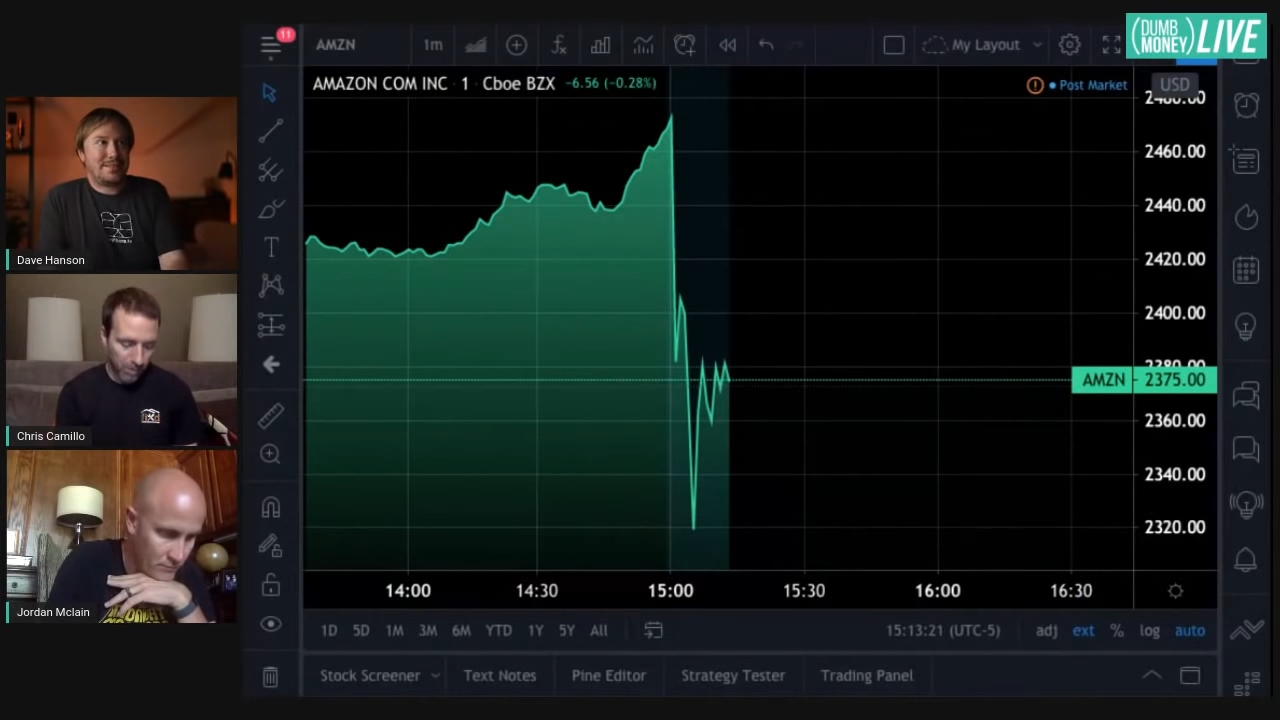 (DUMB MONEY) LIVE
11
AMZN
1m
My Layout
AMAZON COM INC · 1 · Cboe BZX −6.56 (−0.28%)
Post Market
USD
2480.00
2460.00
2440.00
2420.00
2400.00
2380.00
AMZN 2375.00
2360.00
2340.00
2320.00
Dave Hanson
Chris Camillo
Jordan Mclain
14:00 14:30 15:00 15:30 16:00 16:30
1D 5D 1M 3M 6M YTD 1Y 5Y All
15:13:21 (UTC-5) adj ext % log auto
Stock Screener Text Notes Pine Editor Strategy Tester Trading Panel